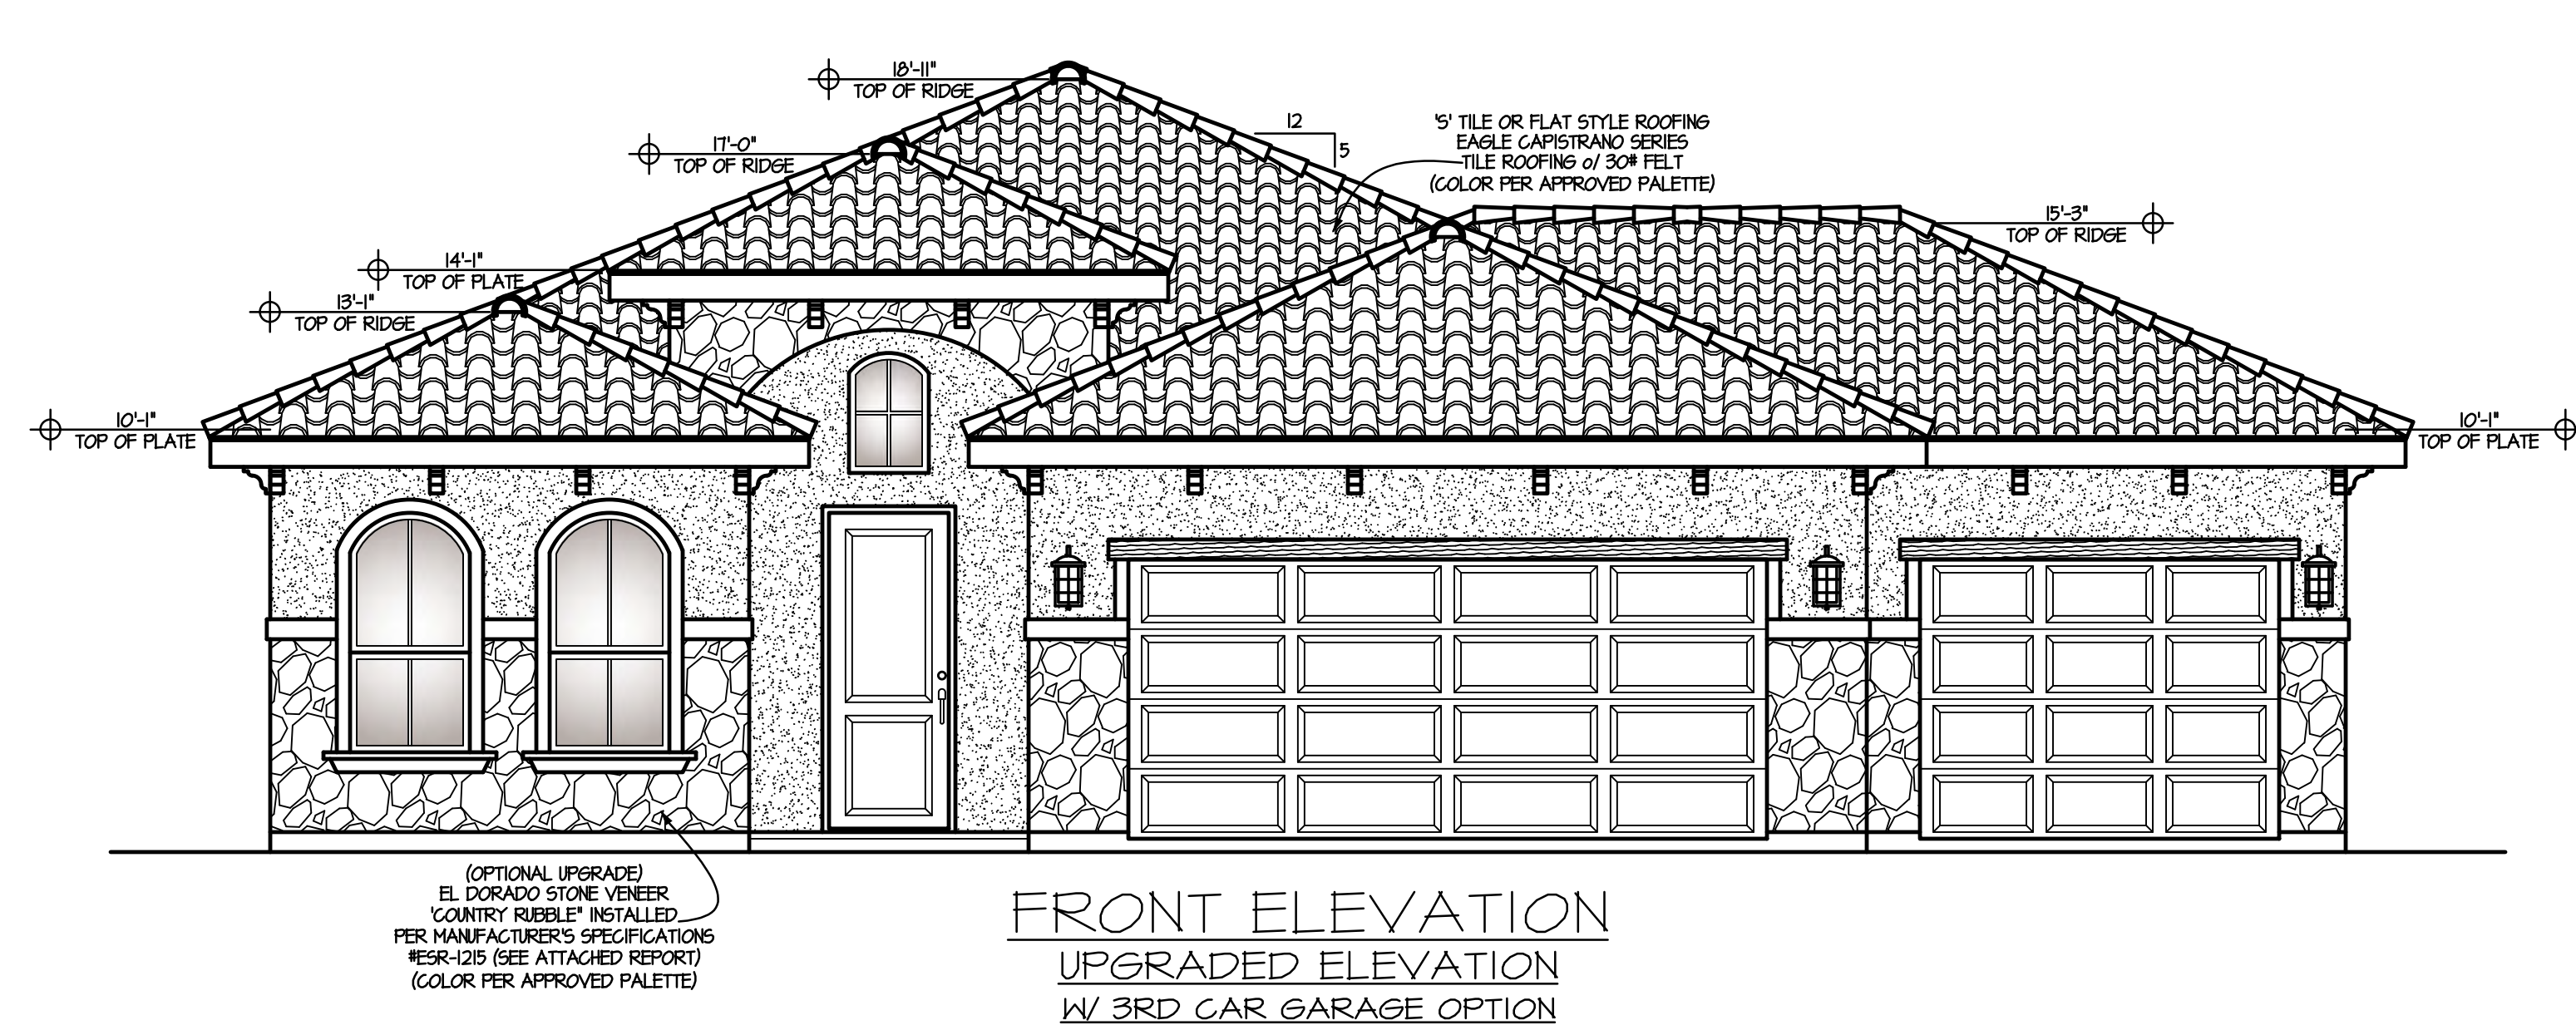 18'-11"
TOP OF RIDGE
17'-0"
TOP OF RIDGE
14'-1"
TOP OF PLATE
13'-1"
TOP OF RIDGE
10'-1"
TOP OF PLATE
12
5
'S' TILE OR FLAT STYLE ROOFING
EAGLE CAPISTRANO SERIES
TILE ROOFING o/ 30# FELT
(COLOR PER APPROVED PALETTE)
15'-3"
TOP OF RIDGE
10'-1"
TOP OF PLATE
(OPTIONAL UPGRADE)
EL DORADO STONE VENEER
'COUNTRY RUBBLE" INSTALLED
PER MANUFACTURER'S SPECIFICATIONS
#ESR-1215 (SEE ATTACHED REPORT)
(COLOR PER APPROVED PALETTE)
FRONT ELEVATION
UPGRADED ELEVATION
W/ 3RD CAR GARAGE OPTION